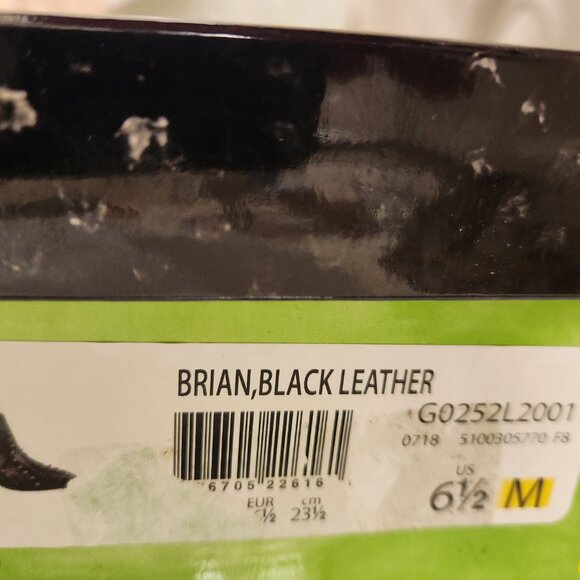 BRIAN,BLACK LEATHER
G0252L2001
0718 5100305770 F8
6705 22616
US
6½ M
EUR cm
½ 23½